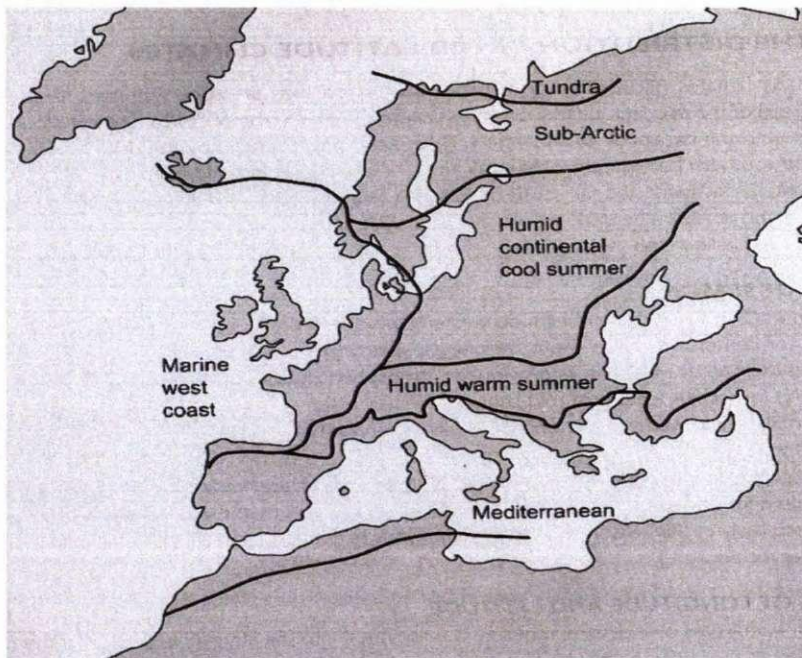 Tundra
Sub-Arctic
Humid
continental
cool summer
Marine
west
coast
Humid warm summer
Mediterranean